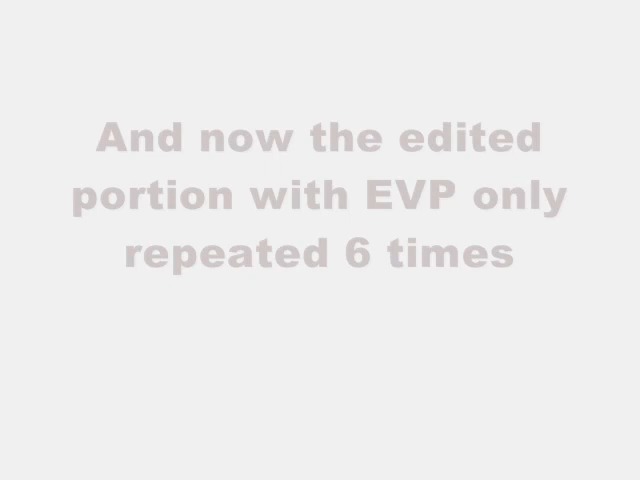 And now the edited
portion with EVP only
repeated 6 times